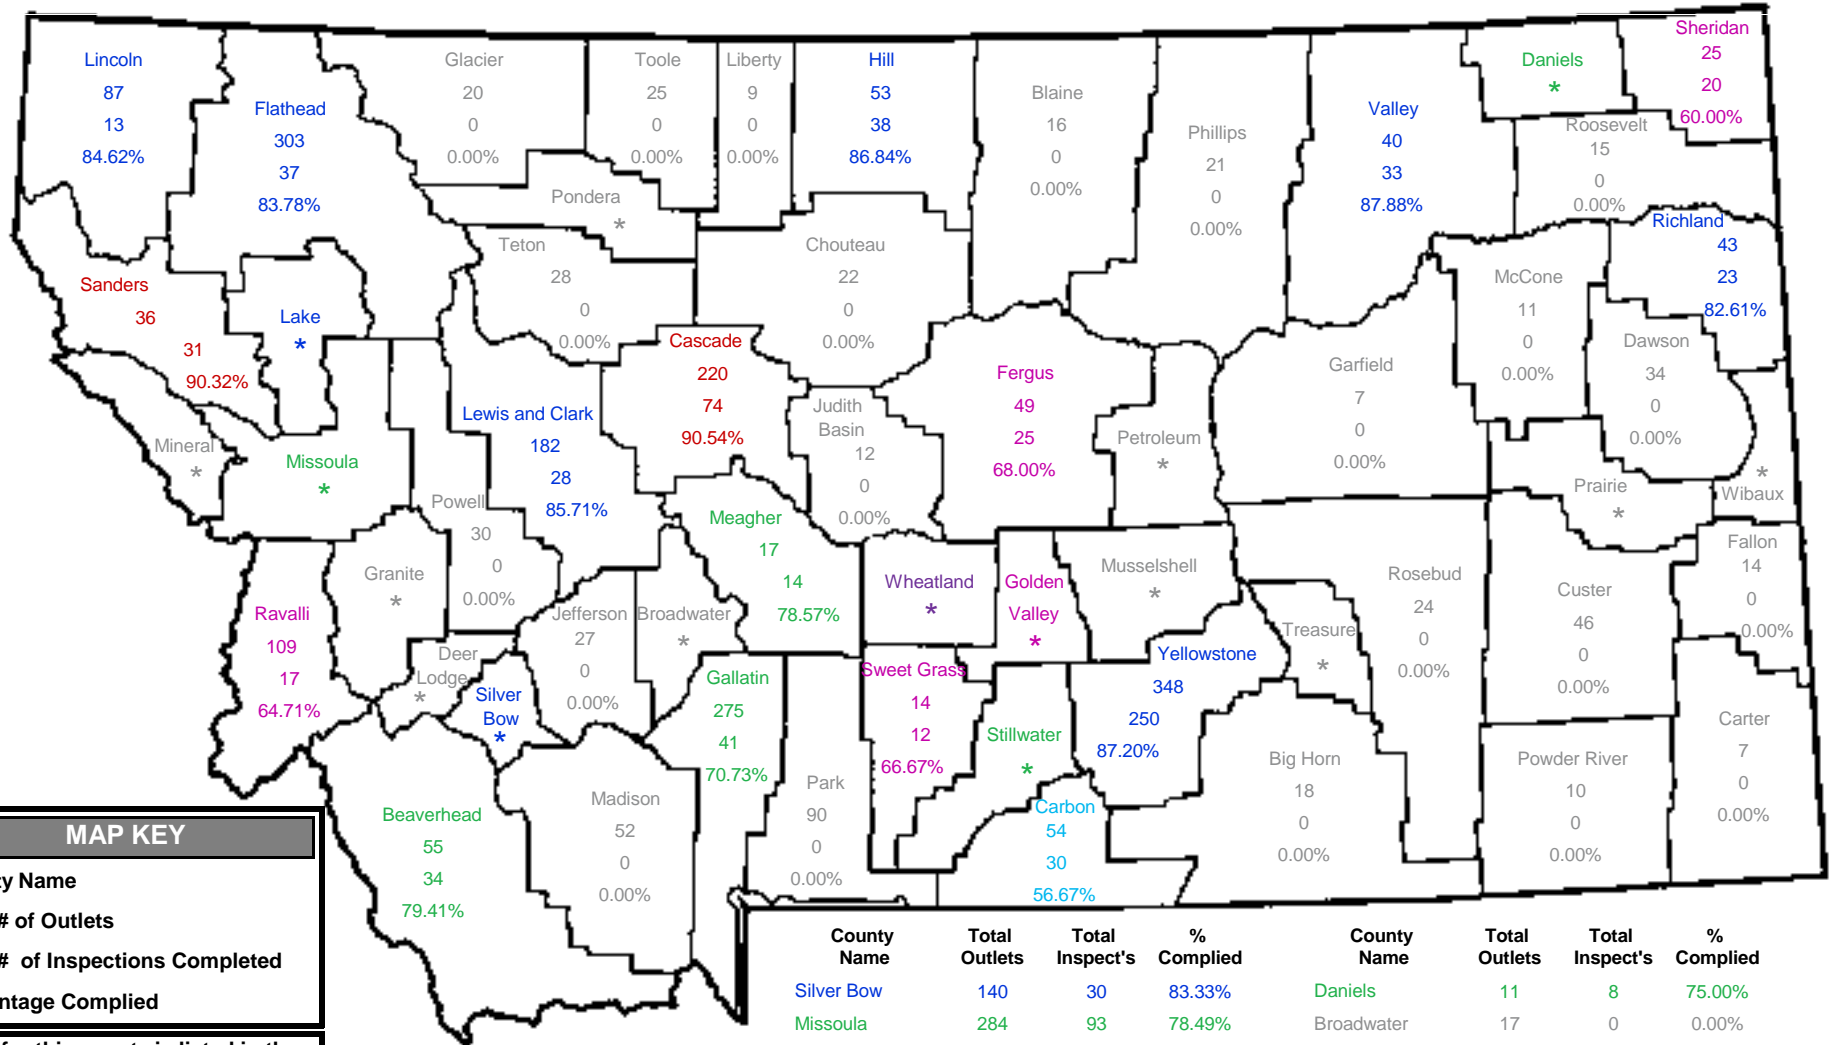 Lincoln
87
13
84.62%
Flathead
303
37
83.78%
Glacier
20
0
0.00%
Toole
25
0
0.00%
Liberty
9
0
0.00%
Hill
53
38
86.84%
Blaine
16
0
0.00%
Phillips
21
0
0.00%
Valley
40
33
87.88%
Daniels
*
Sheridan
25
20
60.00%
Roosevelt
15
0
0.00%
Pondera
*
Teton
28
0
0.00%
Chouteau
22
0
0.00%
Richland
43
23
82.61%
McCone
11
0
0.00%
Dawson
34
0
0.00%
Sanders
36
31
90.32%
Lake
*
Cascade
220
74
90.54%
Fergus
49
25
68.00%
Garfield
7
0
0.00%
Judith
Basin
12
0
0.00%
Petroleum
*
Lewis and Clark
182
28
85.71%
Mineral
*
Missoula
*
Powell
30
0
0.00%
Meagher
17
14
78.57%
Prairie
*
*
Wibaux
Fallon
14
0
0.00%
Granite
*
Wheatland
*
Golden
Valley
*
Musselshell
*
Rosebud
24
0
0.00%
Custer
46
0
0.00%
Ravalli
109
17
64.71%
Jefferson
27
0
0.00%
Broadwater
*
Treasure
*
Deer
Lodge
*
Silver
Bow
*
Gallatin
275
41
70.73%
Sweet Grass
14
12
66.67%
Yellowstone
348
250
87.20%
Stillwater
*
Carter
7
0
0.00%
Big Horn
18
0
0.00%
Powder River
10
0
0.00%
Park
90
0
0.00%
Madison
52
0
0.00%
Beaverhead
55
34
79.41%
Carbon
54
30
56.67%
MAP KEY
y Name
# of Outlets
# of Inspections Completed
ntage Complied
County Name Total Outlets Total Inspect's % Complied
Silver Bow 140 30 83.33%
Missoula 284 93 78.49%
County Name Total Outlets Total Inspect's % Complied
Daniels 11 8 75.00%
Broadwater 17 0 0.00%